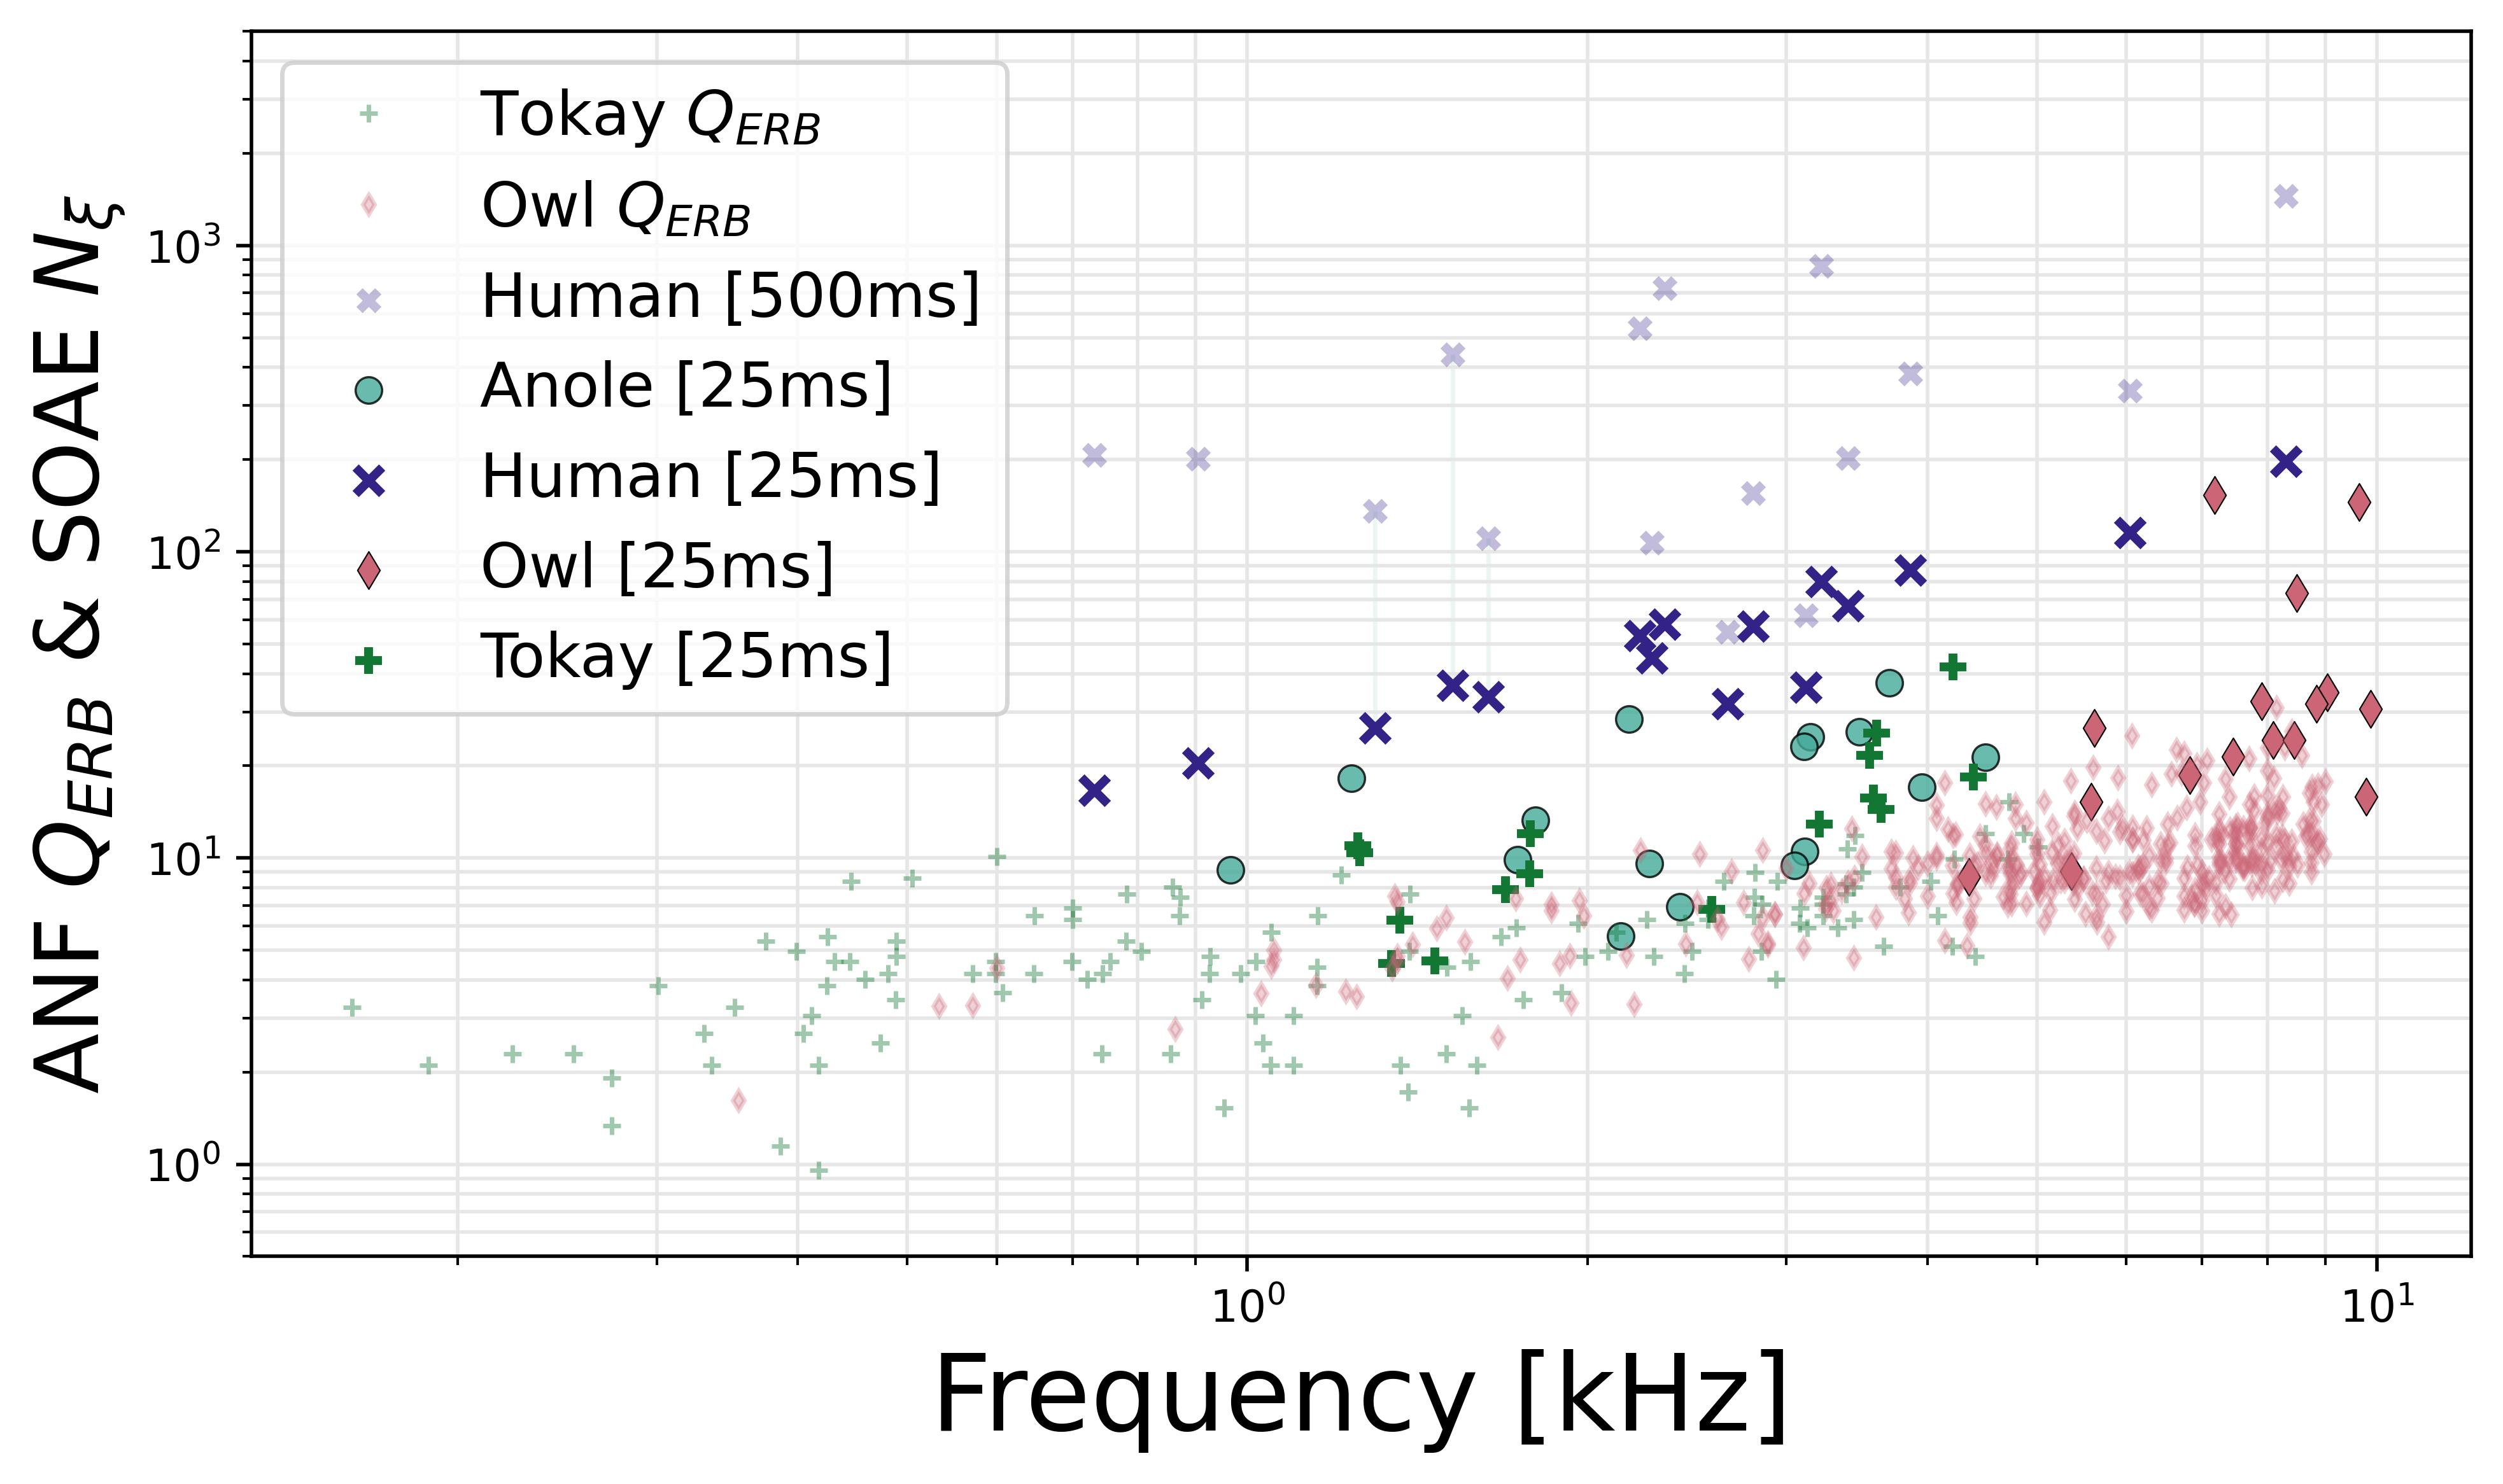 ANF Q_ERB & SOAE N_ξ
10^3
10^2
10^1
10^0
Tokay Q_ERB
Owl Q_ERB
Human [500ms]
Anole [25ms]
Human [25ms]
Owl [25ms]
Tokay [25ms]
10^0
10^1
Frequency [kHz]